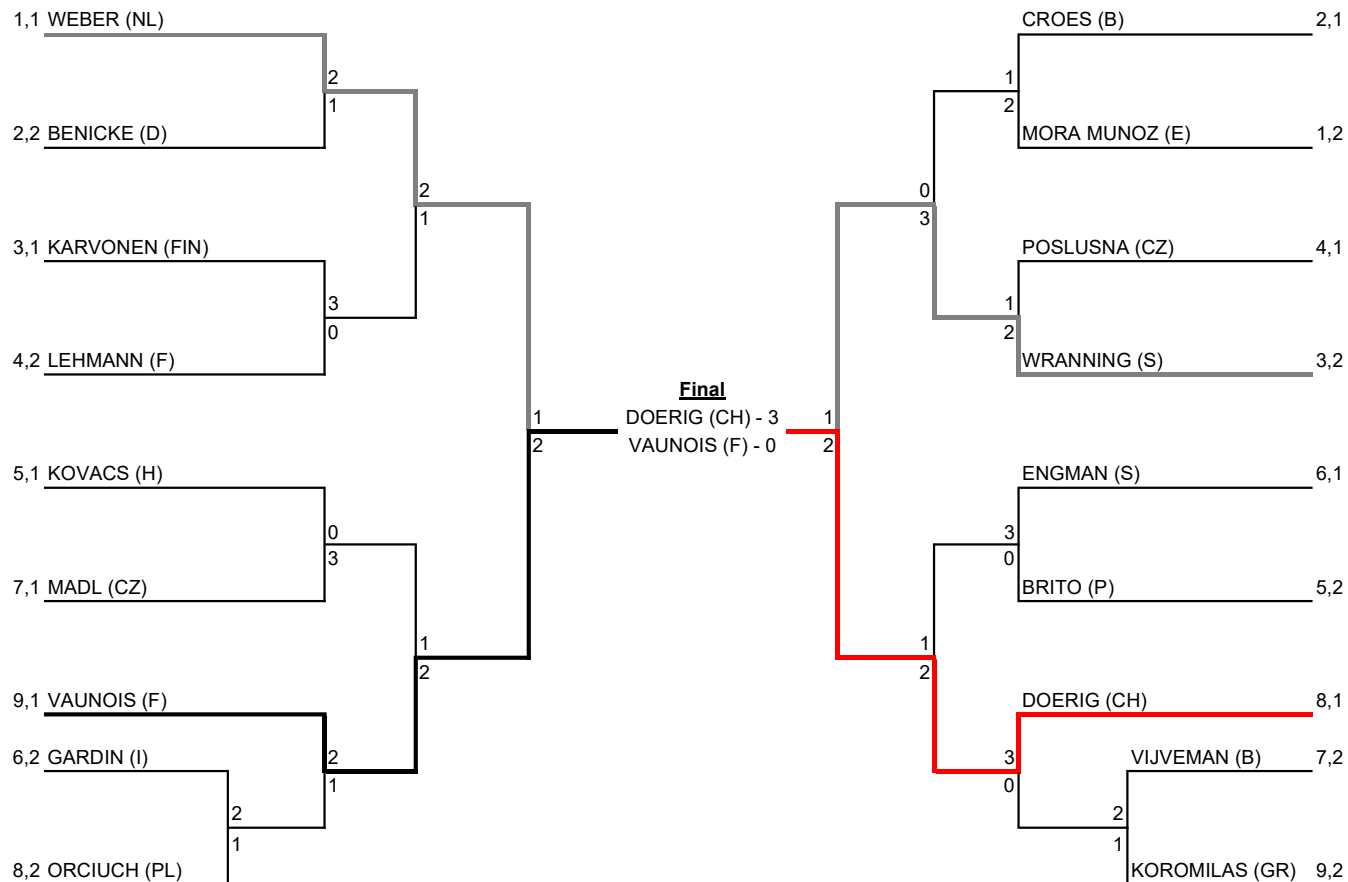 1,1 WEBER (NL) CROES (B) 2,1
2 1
1 2
2,2 BENICKE (D) MORA MUNOZ (E) 1,2
2 0
1 3
3,1 KARVONEN (FIN) POSLUSNA (CZ) 4,1
3 1
0 2
4,2 LEHMANN (F) WRANNING (S) 3,2
Final
1 DOERIG (CH) - 3 1
2 VAUNOIS (F) - 0 2
5,1 KOVACS (H) ENGMAN (S) 6,1
0 3
3 0
7,1 MADL (CZ) BRITO (P) 5,2
1 1
2 2
9,1 VAUNOIS (F) DOERIG (CH) 8,1
6,2 GARDIN (I) 2 3 VIJVEMAN (B) 7,2
1 0
2 2
1 1
8,2 ORCIUCH (PL) KOROMILAS (GR) 9,2